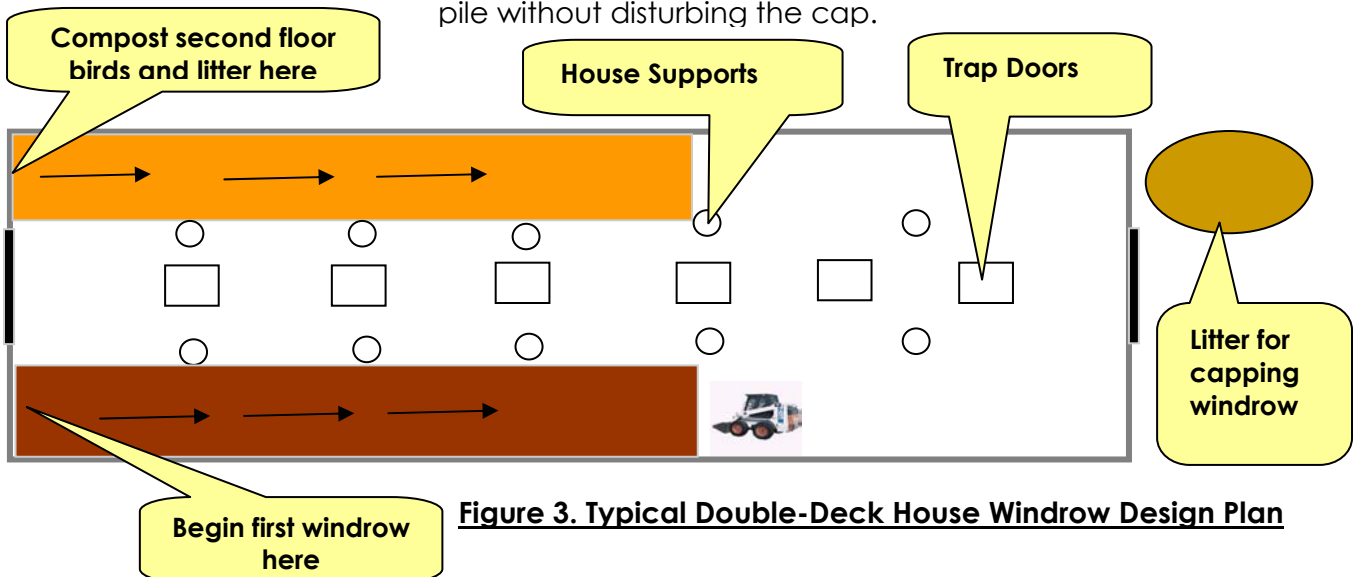 pile without disturbing the cap.
Compost second floor
birds and litter here
House Supports
Trap Doors
Litter for
capping
windrow
Begin first windrow
here
Figure 3. Typical Double-Deck House Windrow Design Plan